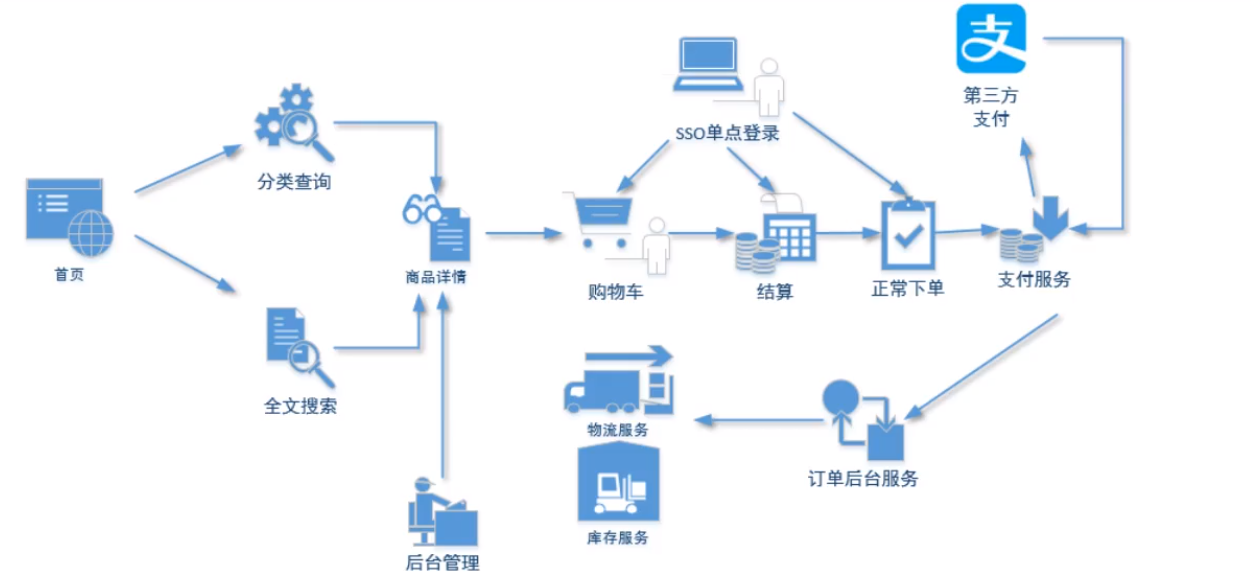 第三方
支付
SSO单点登录
分类查询
首页
商品详情
购物车
结算
正常下单
支付服务
全文搜索
物流服务
订单后台服务
库存服务
后台管理